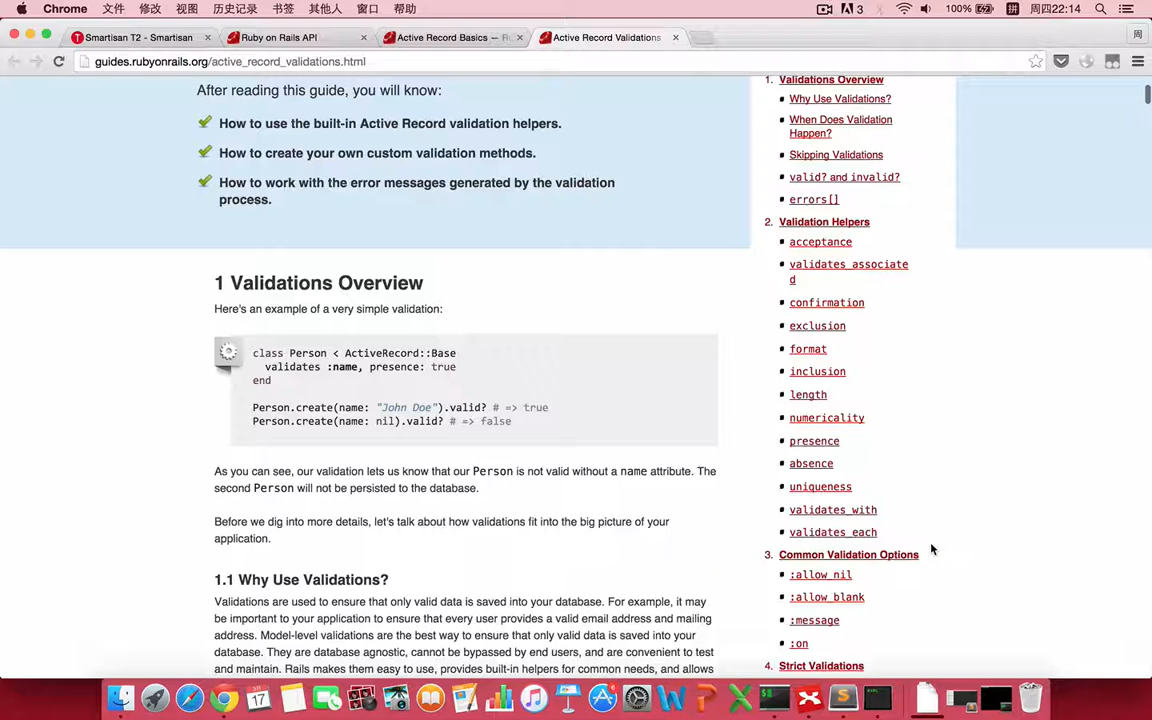 Chrome 文件 修改 视图 历史记录 书签 其他人 窗口 帮助 3 100% 拼 周四22:14
Smartisan T2 - Smartisan Ruby on Rails API Active Record Basics — Ru Active Record Validations 周
guides.rubyonrails.org/active_record_validations.html
After reading this guide, you will know:
How to use the built-in Active Record validation helpers.
How to create your own custom validation methods.
How to work with the error messages generated by the validation
process.
1 Validations Overview
Here's an example of a very simple validation:
class Person < ActiveRecord::Base
validates :name, presence: true
end
Person.create(name: "John Doe").valid? # => true
Person.create(name: nil).valid? # => false
As you can see, our validation lets us know that our Person is not valid without a name attribute. The
second Person will not be persisted to the database.
Before we dig into more details, let's talk about how validations fit into the big picture of your
application.
1.1 Why Use Validations?
Validations are used to ensure that only valid data is saved into your database. For example, it may
be important to your application to ensure that every user provides a valid email address and mailing
address. Model-level validations are the best way to ensure that only valid data is saved into your
database. They are database agnostic, cannot be bypassed by end users, and are convenient to test
and maintain. Rails makes them easy to use, provides built-in helpers for common needs, and allows
1. Validations Overview
Why Use Validations?
When Does Validation
Happen?
Skipping Validations
valid? and invalid?
errors[]
2. Validation Helpers
acceptance
validates_associate
d
confirmation
exclusion
format
inclusion
length
numericality
presence
absence
uniqueness
validates_with
validates_each
3. Common Validation Options
:allow_nil
:allow_blank
:message
:on
4. Strict Validations
17